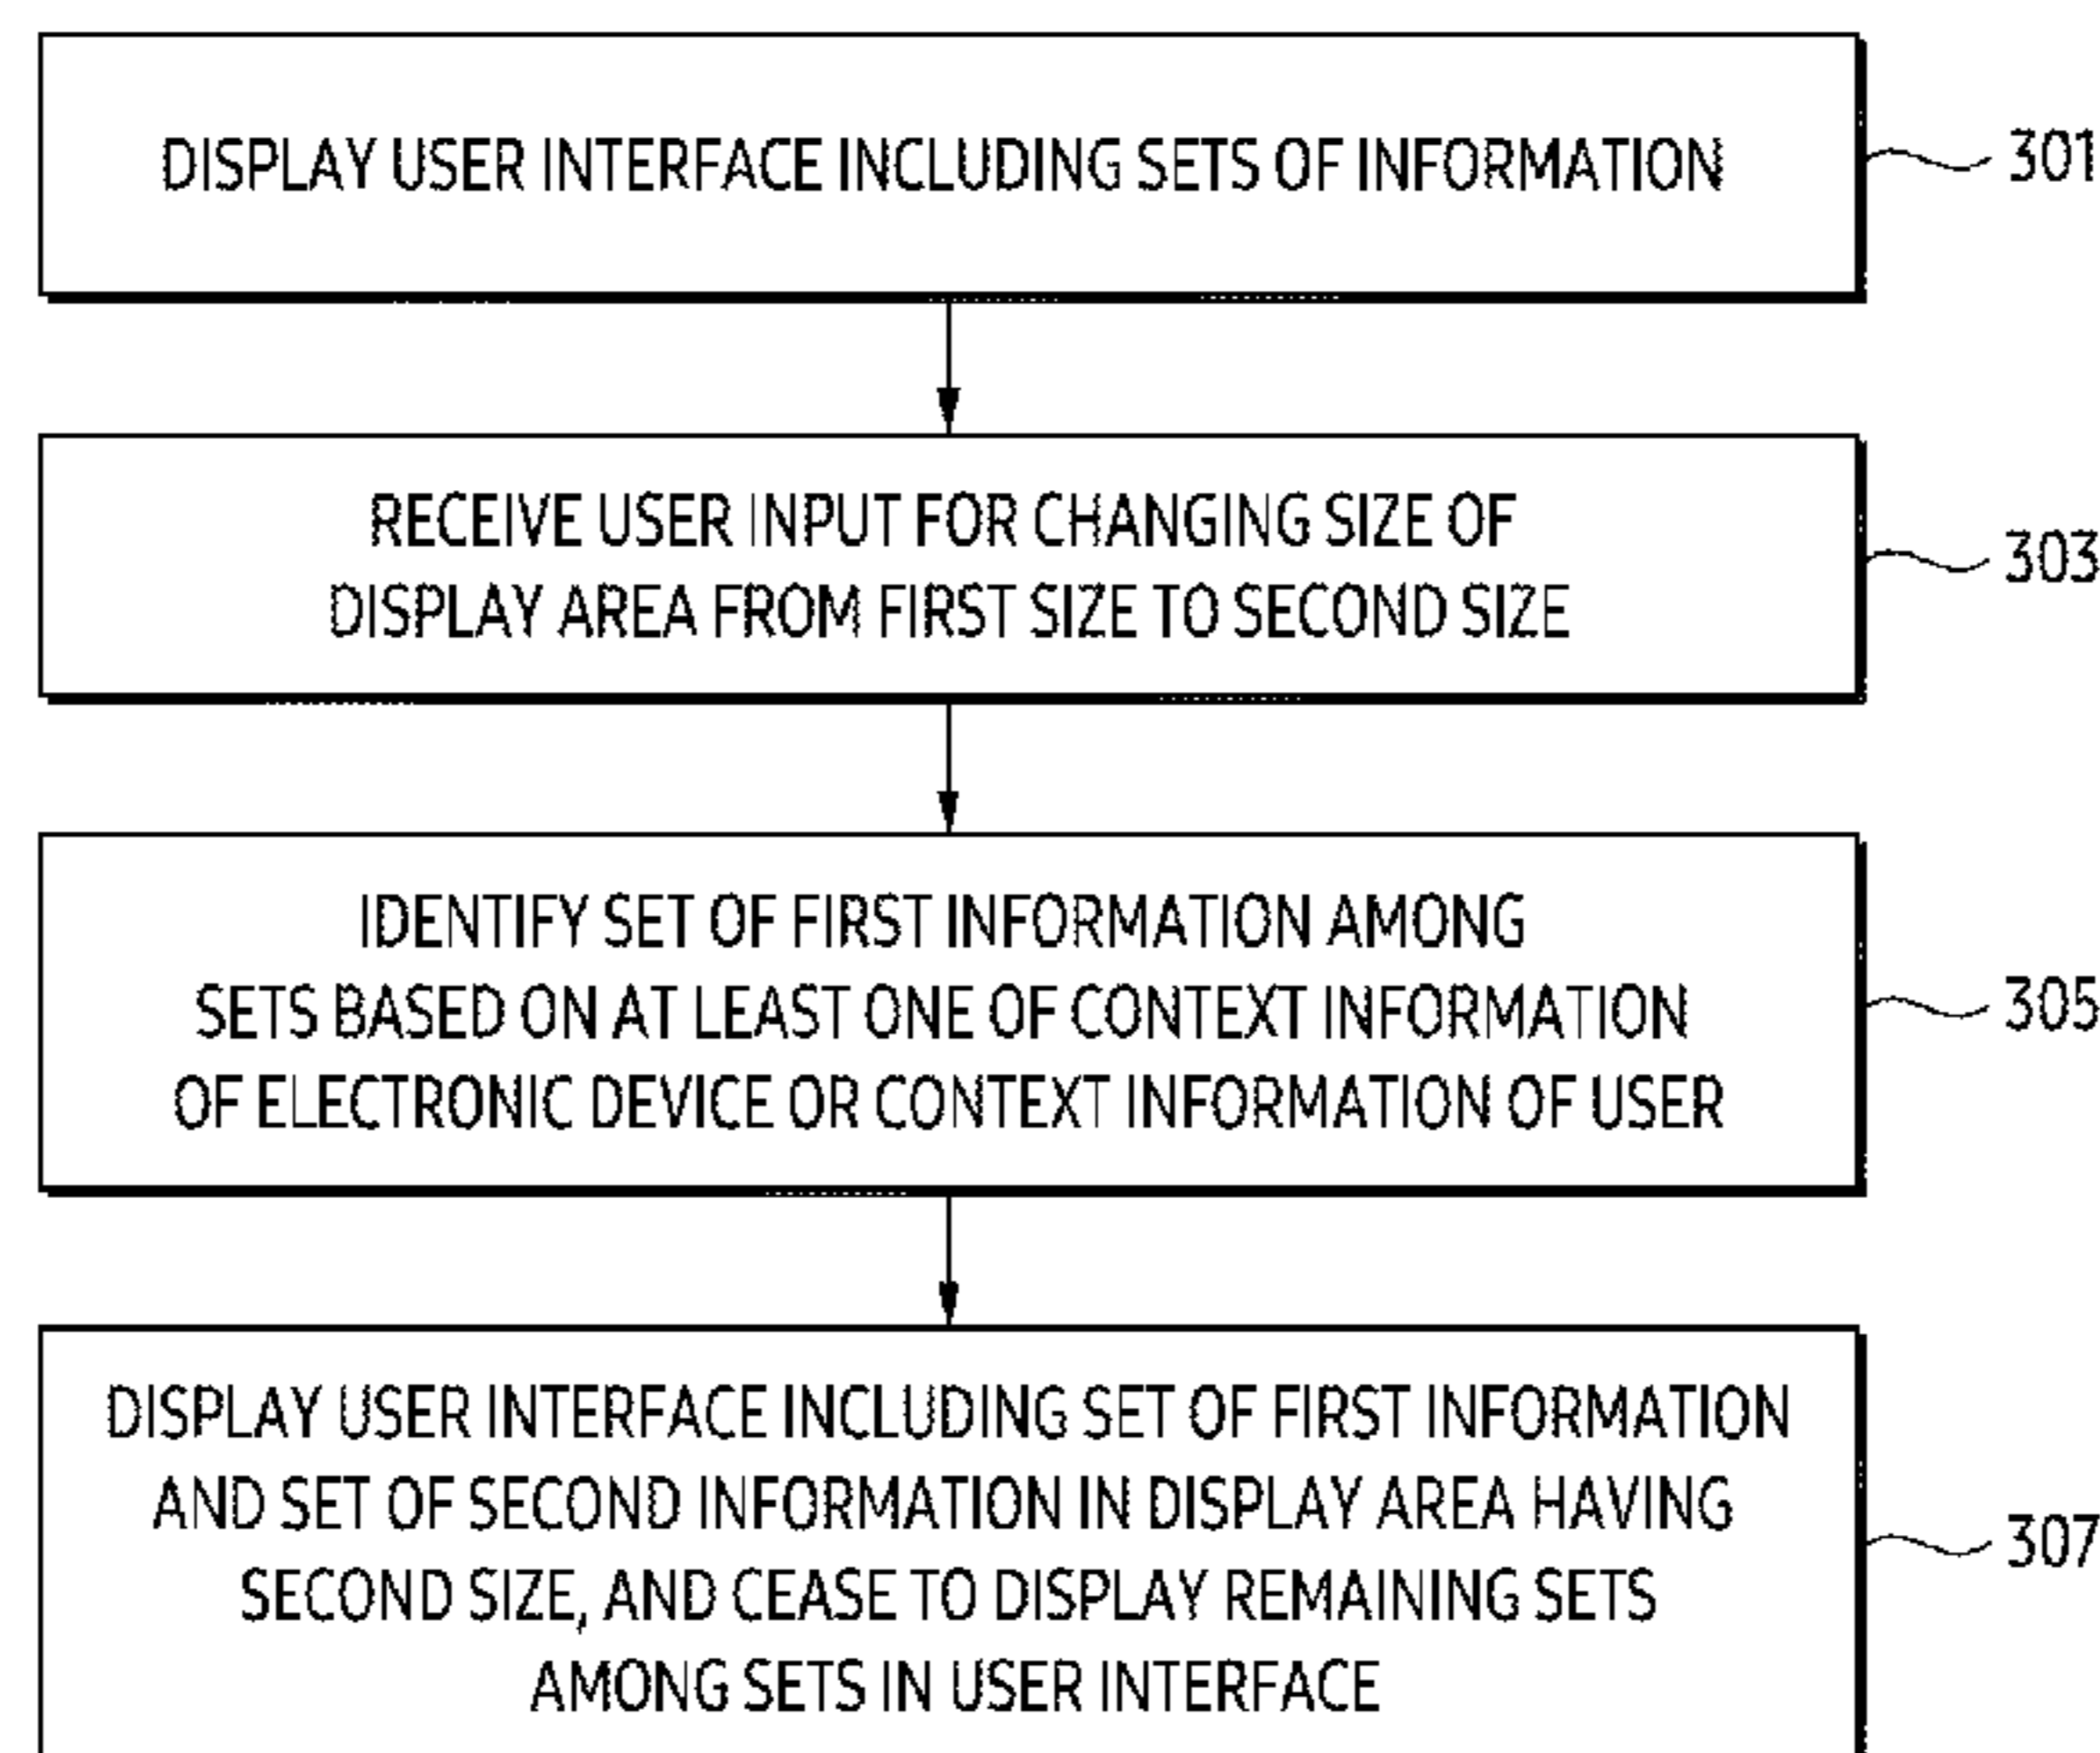 DISPLAY USER INTERFACE INCLUDING SETS OF INFORMATION
301
RECEIVE USER INPUT FOR CHANGING SIZE OF
DISPLAY AREA FROM FIRST SIZE TO SECOND SIZE
303
IDENTIFY SET OF FIRST INFORMATION AMONG
SETS BASED ON AT LEAST ONE OF CONTEXT INFORMATION
OF ELECTRONIC DEVICE OR CONTEXT INFORMATION OF USER
305
DISPLAY USER INTERFACE INCLUDING SET OF FIRST INFORMATION
AND SET OF SECOND INFORMATION IN DISPLAY AREA HAVING
SECOND SIZE, AND CEASE TO DISPLAY REMAINING SETS
AMONG SETS IN USER INTERFACE
307